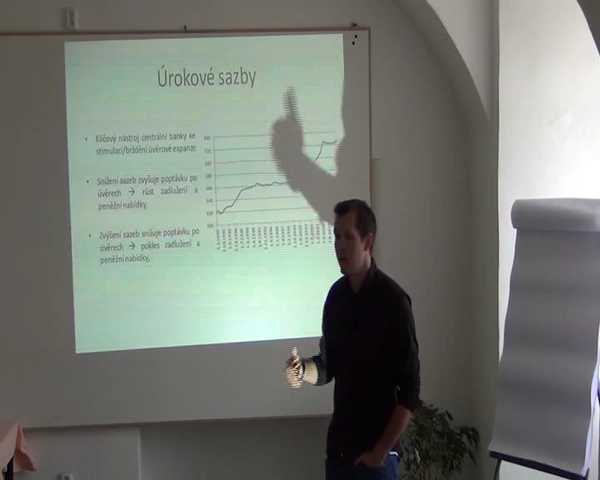 Úrokové sazby
• Klíčový nástroj centrální banky ke
stimulaci/brždění úvěrové expanze
• Snížení sazeb zvyšuje poptávku po
úvěrech → růst zadlužení a
peněžní nabídky,
• Zvýšení sazeb snižuje poptávku po
úvěrech → pokles zadlužení a
peněžní nabídky,